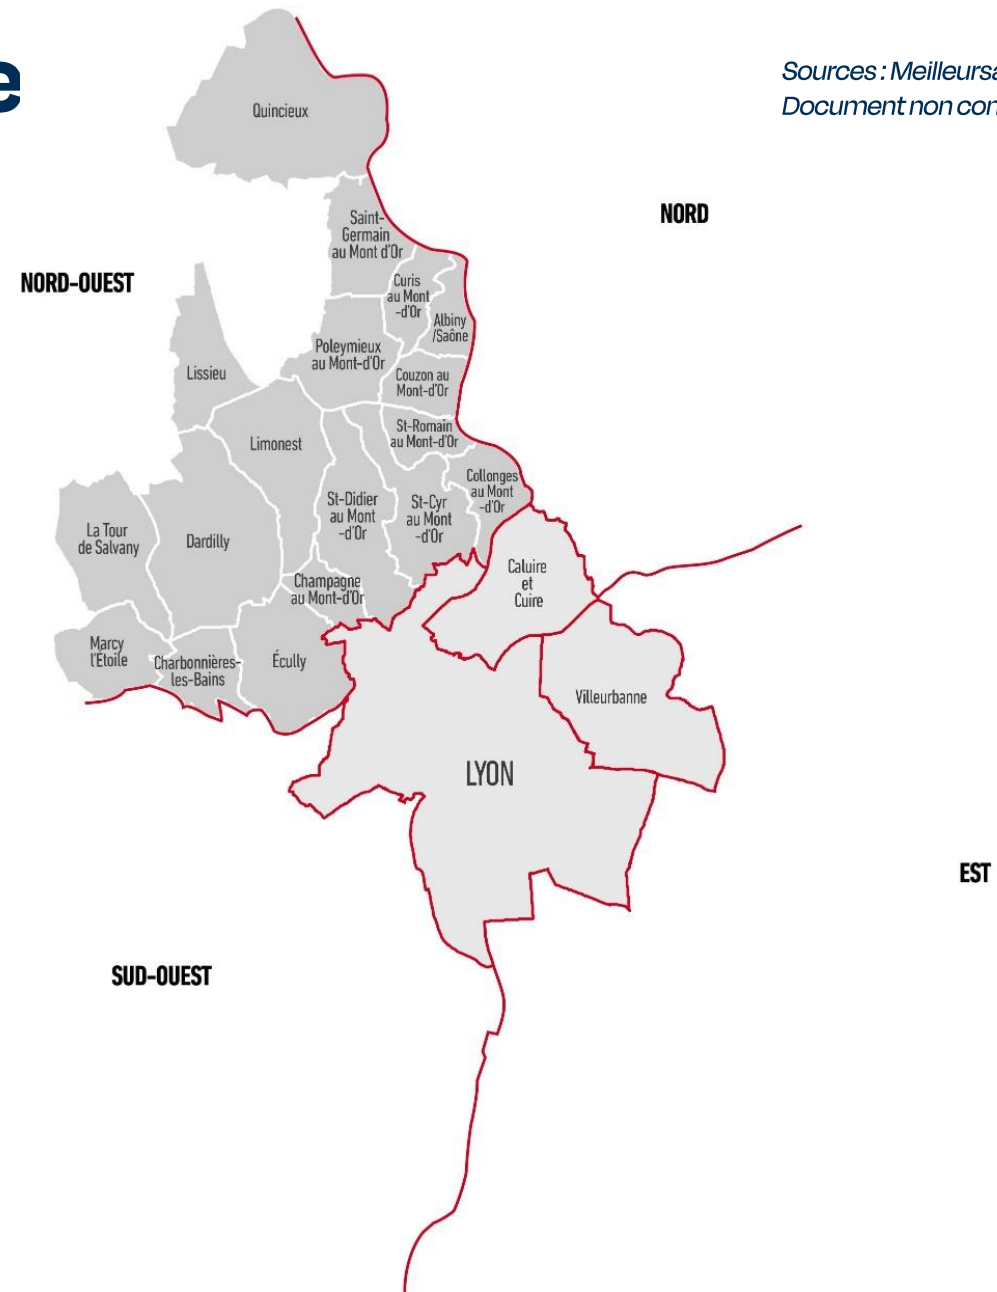 e
Sources : Meilleursa
Document non con
Quincieux
NORD
Saint-
Germain
au Mont d'Or
NORD-OUEST
Curis
au Mont
-d'Or
Albiny
/Saône
Poleymieux
au Mont-d'Or
Lissieu
Couzon au
Mont-d'Or
St-Romain
au Mont-d'Or
Limonest
Collonges
au Mont
-d'Or
St-Didier
au Mont
-d'Or
St-Cyr
au Mont
-d'Or
La Tour
de Salvany
Dardilly
Caluire
et
Cuire
Champagne
au Mont-d'Or
Marcy
l'Etoile
Charbonnières-
les-Bains
Écully
Villeurbanne
LYON
EST
SUD-OUEST